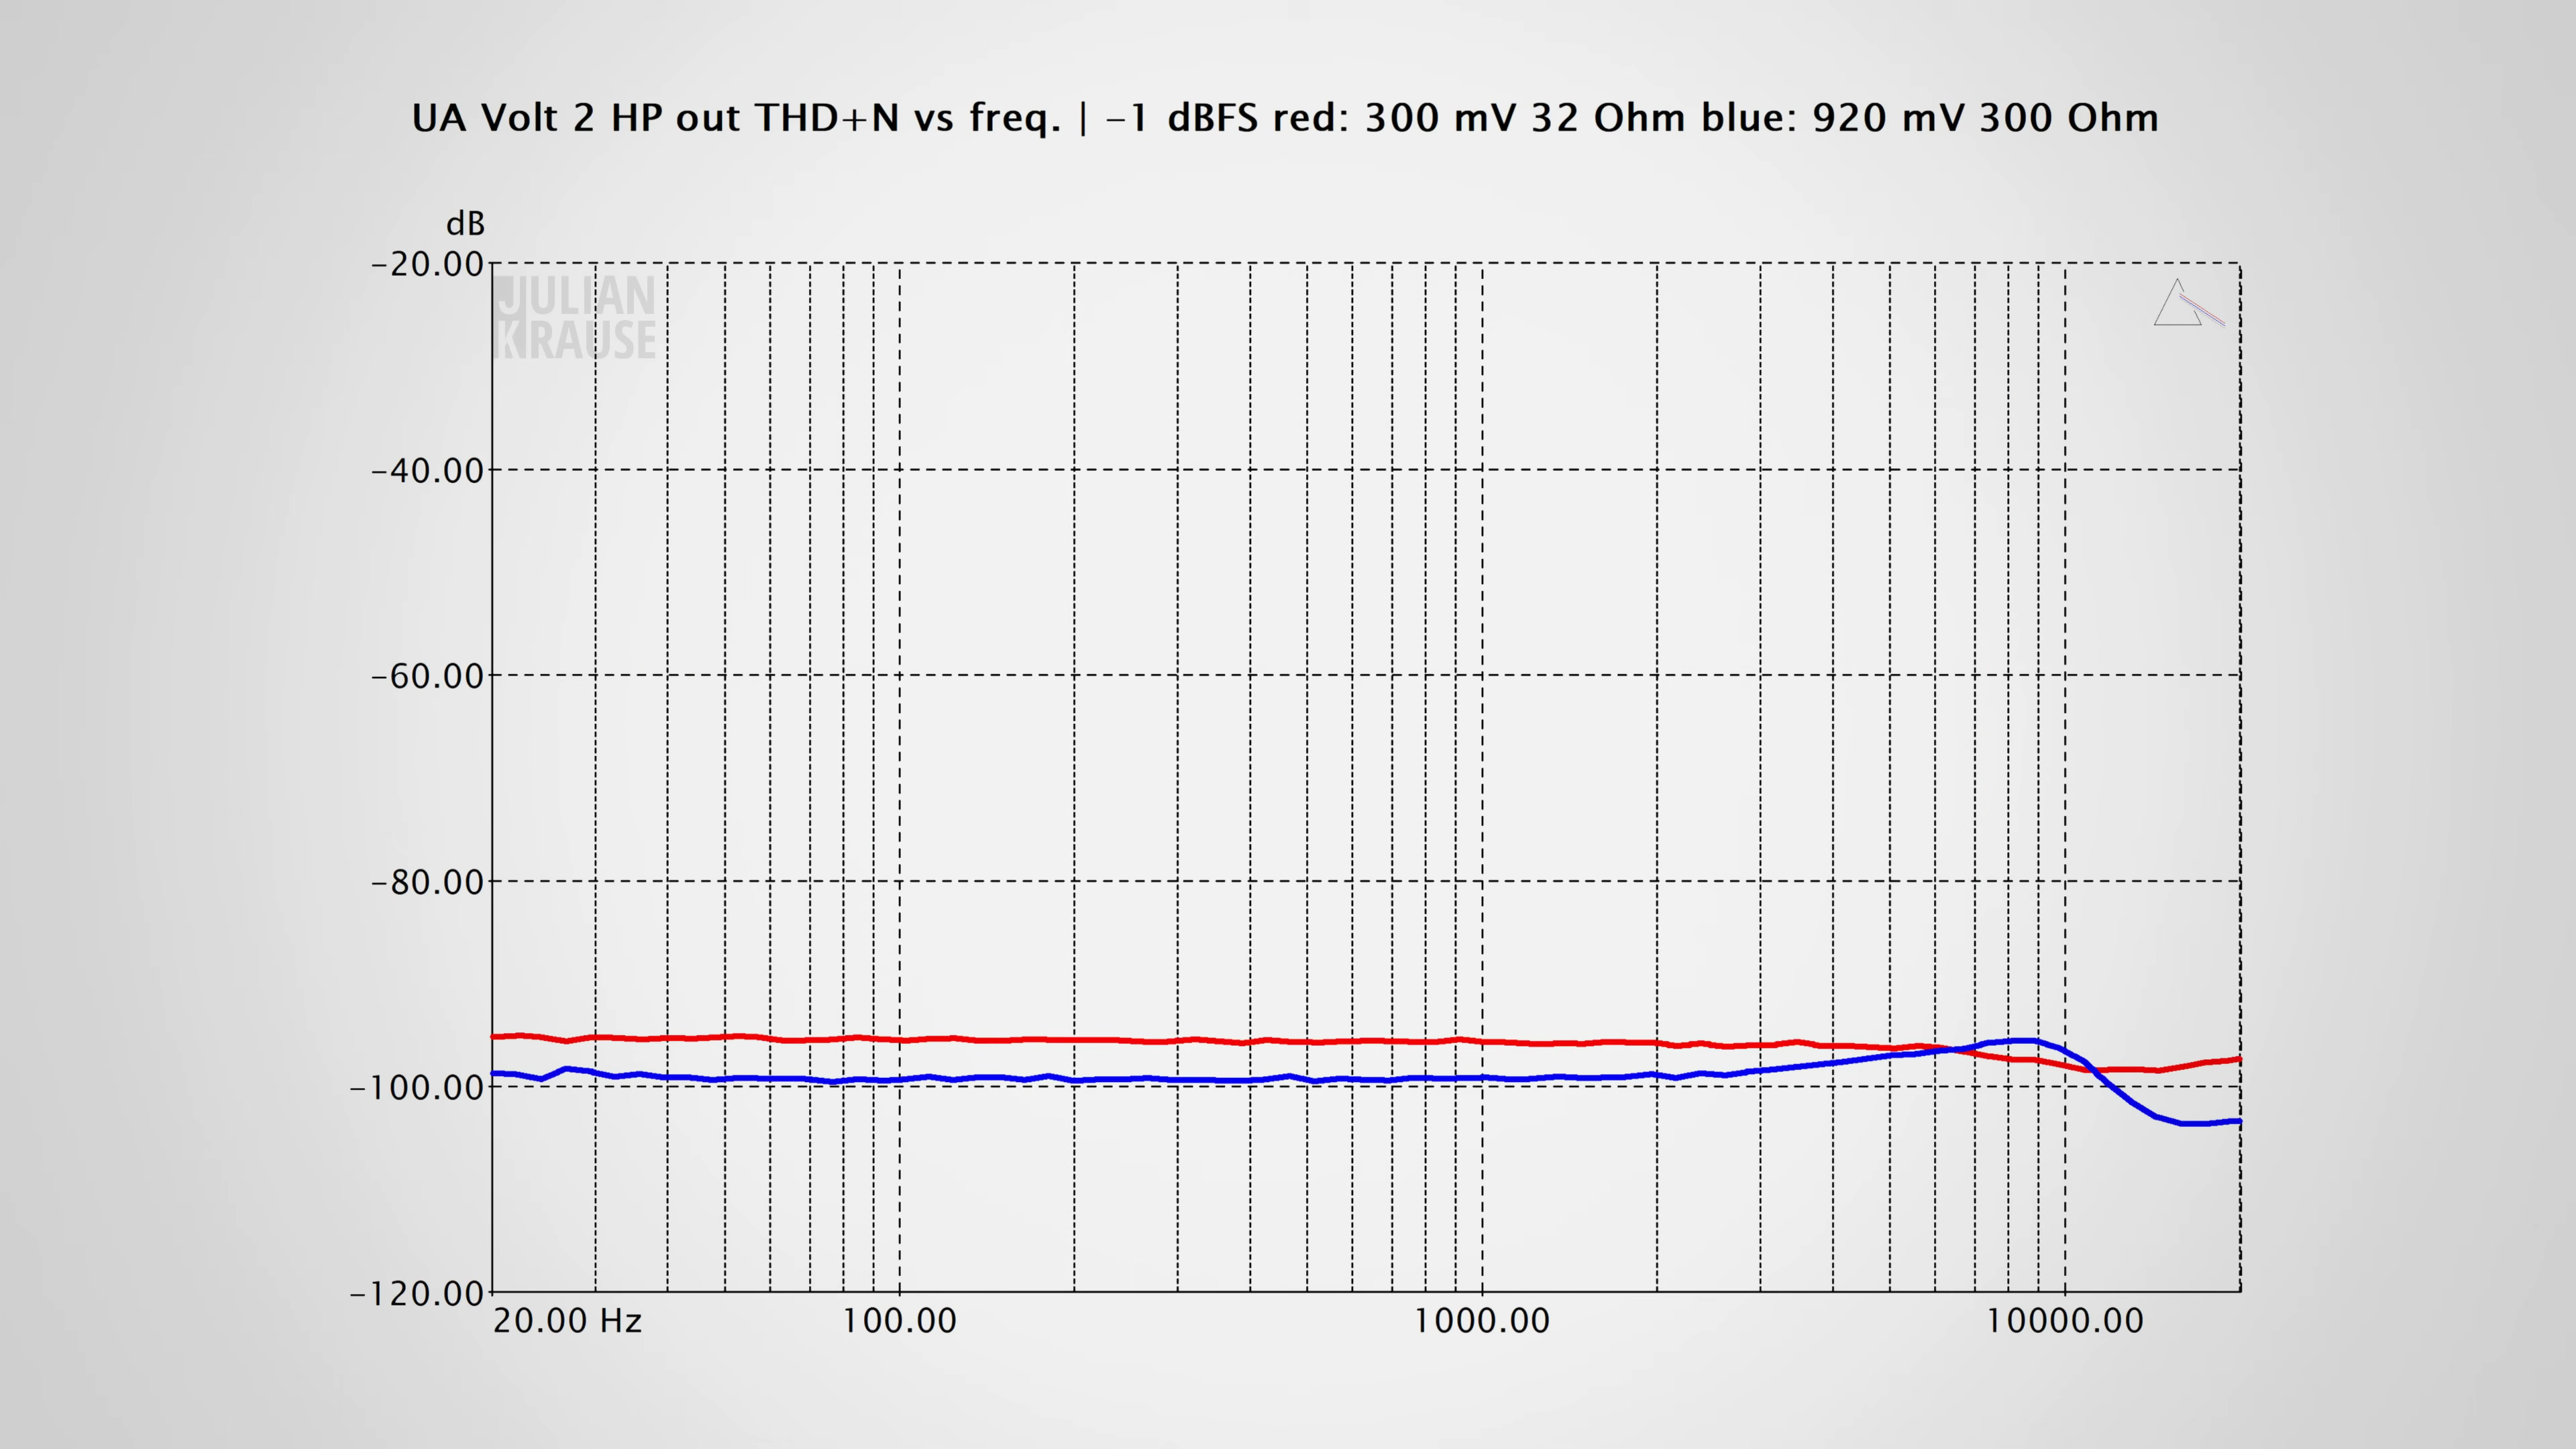 UA Volt 2 HP out THD+N vs freq. | −1 dBFS red: 300 mV 32 Ohm blue: 920 mV 300 Ohm
dB
−20.00
JULIAN
KRAUSE
−40.00
−60.00
−80.00
−100.00
−120.00
20.00 Hz 100.00 1000.00 10000.00